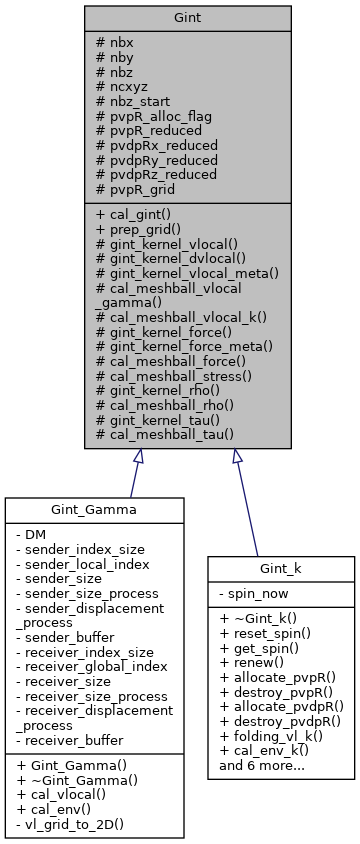 Gint
# nbx
# nby
# nbz
# ncxyz
# nbz_start
# pvpR_alloc_flag
# pvpR_reduced
# pvdpRx_reduced
# pvdpRy_reduced
# pvdpRz_reduced
# pvpR_grid
+ cal_gint()
+ prep_grid()
# gint_kernel_vlocal()
# gint_kernel_dvlocal()
# gint_kernel_vlocal_meta()
# cal_meshball_vlocal
_gamma()
# cal_meshball_vlocal_k()
# gint_kernel_force()
# gint_kernel_force_meta()
# cal_meshball_force()
# cal_meshball_stress()
# gint_kernel_rho()
# cal_meshball_rho()
# gint_kernel_tau()
# cal_meshball_tau()
Gint_Gamma
- DM
- sender_index_size
- sender_local_index
- sender_size
- sender_size_process
- sender_displacement
_process
- sender_buffer
- receiver_index_size
- receiver_global_index
- receiver_size
- receiver_size_process
- receiver_displacement
_process
- receiver_buffer
+ Gint_Gamma()
+ ~Gint_Gamma()
+ cal_vlocal()
+ cal_env()
- vl_grid_to_2D()
Gint_k
- spin_now
+ ~Gint_k()
+ reset_spin()
+ get_spin()
+ renew()
+ allocate_pvpR()
+ destroy_pvpR()
+ allocate_pvdpR()
+ destroy_pvdpR()
+ folding_vl_k()
+ cal_env_k()
and 6 more...